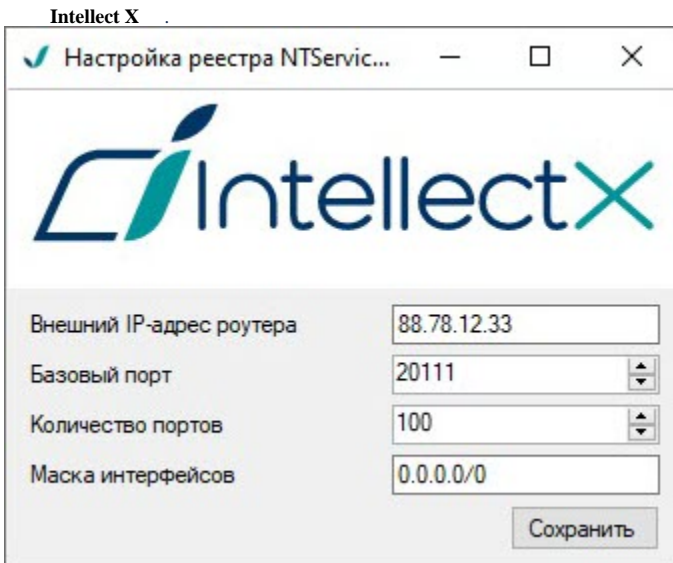 Intellect X .
Настройка реестра NTServic...
IntellectX
Внешний IP-адрес роутера 88.78.12.33
Базовый порт 20111
Количество портов 100
Маска интерфейсов 0.0.0.0/0
Сохранить